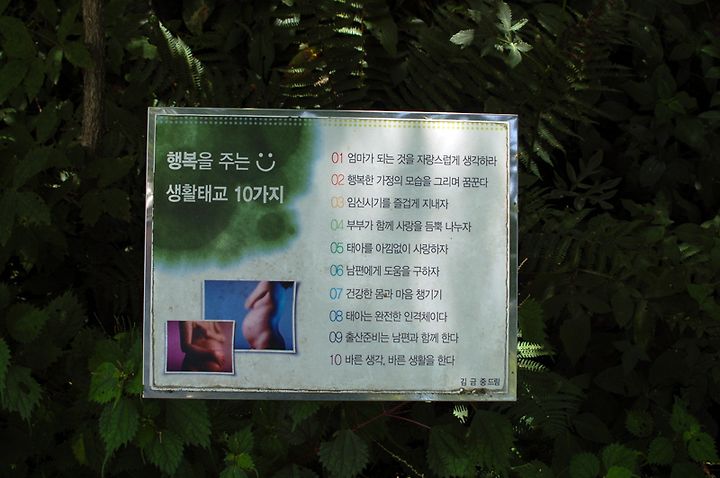 행복을 주는
생활태교 10가지
01 엄마가 되는 것을 자랑스럽게 생각하라
02 행복한 가정의 모습을 그리며 꿈꾼다
03 임신시기를 즐겁게 지내자
04 부부가 함께 사랑을 듬뿍 나누자
05 태아를 아낌없이 사랑하자
06 남편에게 도움을 구하자
07 건강한 몸과 마음 챙기기
08 태아는 완전한 인격체이다
09 출산준비는 남편과 함께 한다
10 바른 생각, 바른 생활을 한다
김 금 중 드림